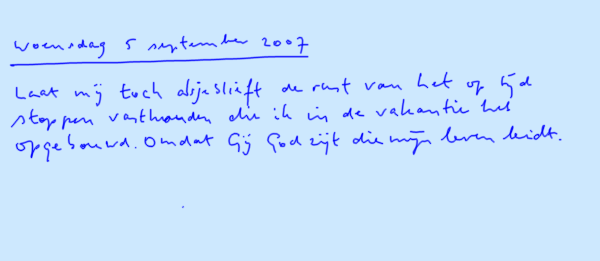 woensdag 5 september 2007
Laat mij toch alsjeblieft de rust van het op tijd
stoppen vasthouden die ik in de vakantie heb
opgebouwd. Omdat Gij God zijt die mijn leven leidt.